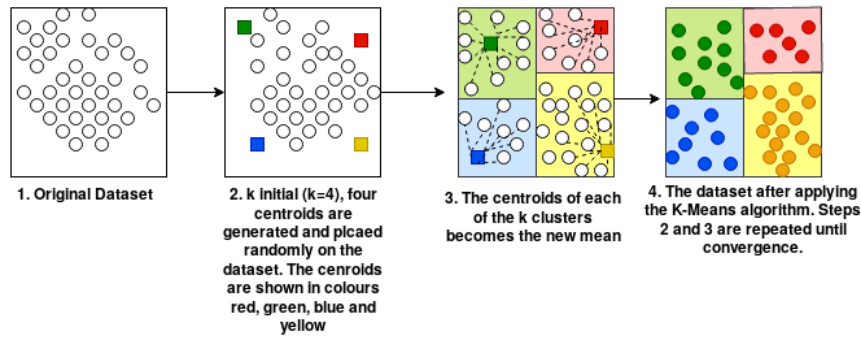 1. Original Dataset
2. k initial (k=4), four
centroids are
generated and plcaed
randomly on the
dataset. The cenroids
are shown in colours
red, green, blue and
yellow
3. The centroids of each
of the k clusters
becomes the new mean
4. The dataset after applying
the K-Means algorithm. Steps
2 and 3 are repeated until
convergence.